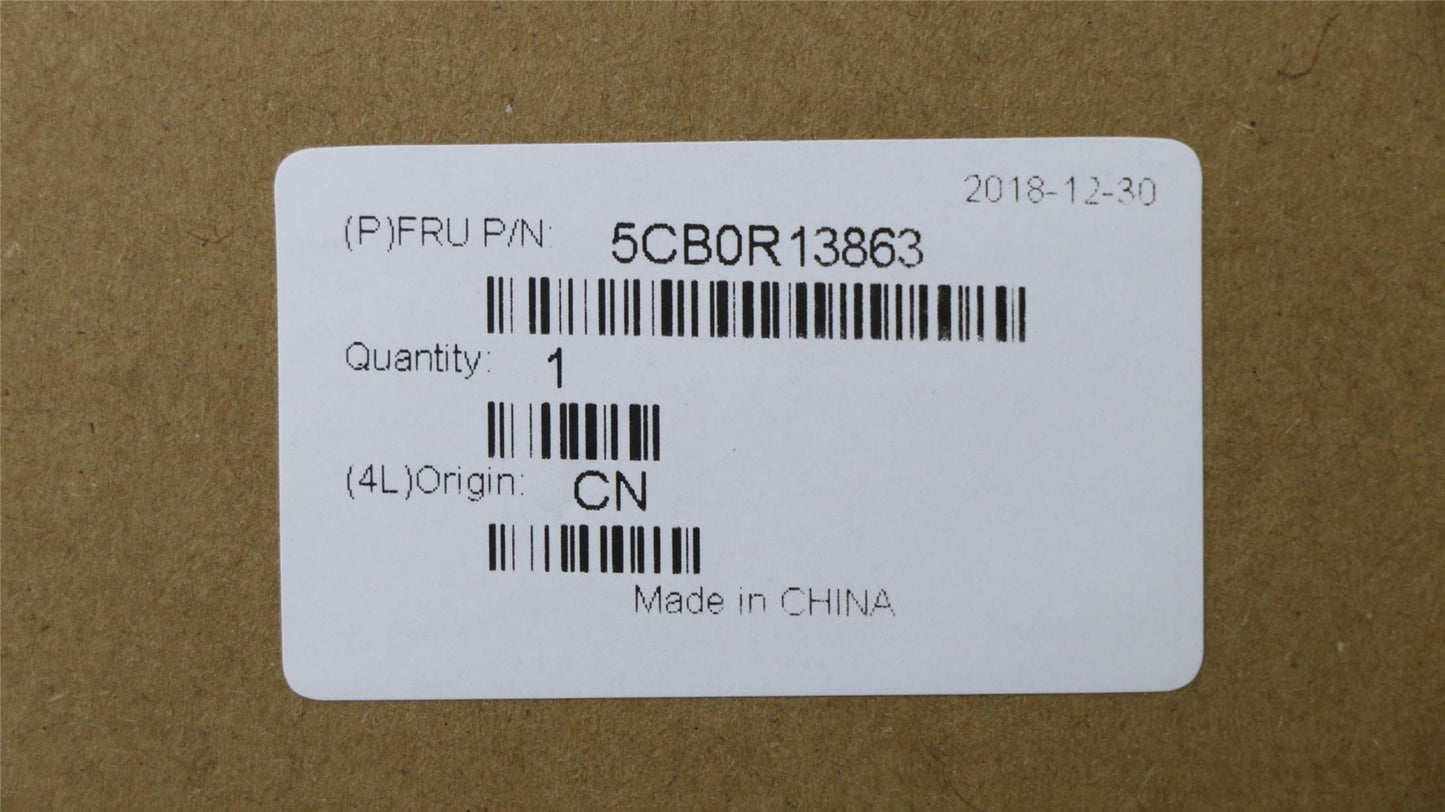 2018-12-30
(P)FRU P/N: 5CB0R13863
Quantity: 1
(4L)Origin: CN
Made in CHINA